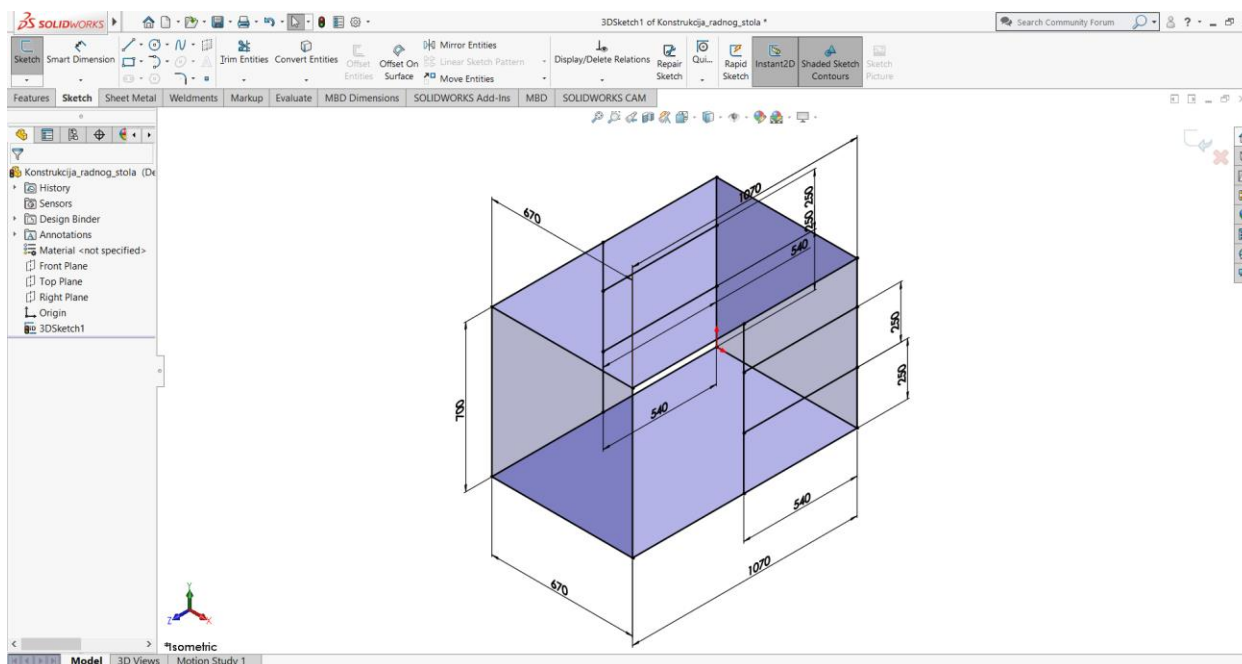 3DS SOLIDWORKS
3DSketch1 of Konstrukcija_radnog_stola *
Search Community Forum
?
Sketch
Smart Dimension
Trim Entities
Convert Entities
Offset Entities
Offset On Surface
Mirror Entities
Linear Sketch Pattern
Move Entities
Display/Delete Relations
Repair Sketch
Qui...
Rapid Sketch
Instant2D
Shaded Sketch Contours
Sketch Picture
Features
Sketch
Sheet Metal
Weldments
Markup
Evaluate
MBD Dimensions
SOLIDWORKS Add-Ins
MBD
SOLIDWORKS CAM
Konstrukcija_radnog_stola (De
History
Sensors
Design Binder
Annotations
Material <not specified>
Front Plane
Top Plane
Right Plane
Origin
3DSketch1
1070
670
250
250
540
250
700
250
540
540
1070
670
Y
Z
X
*Isometric
Model
3D Views
Motion Study 1